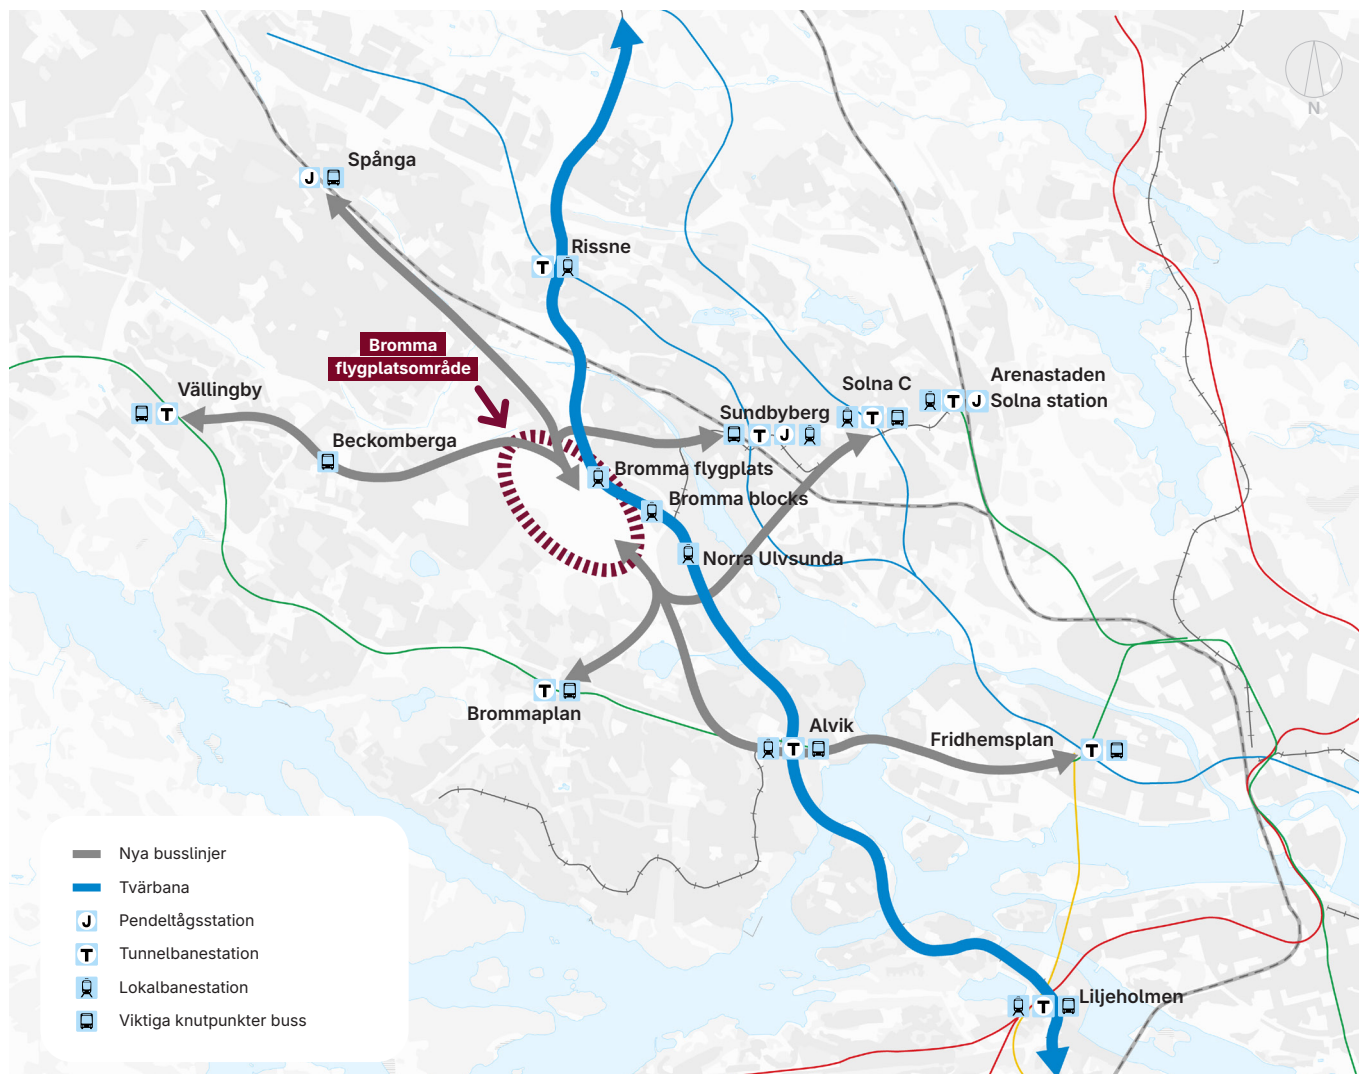 N
Spånga
J
Rissne
T
Bromma
flygplatsområde
Vällingby
T
Beckomberga
Solna C
T
Arenastaden
T J
Solna station
Sundbyberg
T J
Bromma flygplats
Bromma blocks
Norra Ulvsunda
T
Brommaplan
Alvik
T
Fridhemsplan
T
Liljeholmen
T
Nya busslinjer
Tvärbana
J Pendeltågsstation
T Tunnelbanestation
Lokalbanestation
Viktiga knutpunkter buss